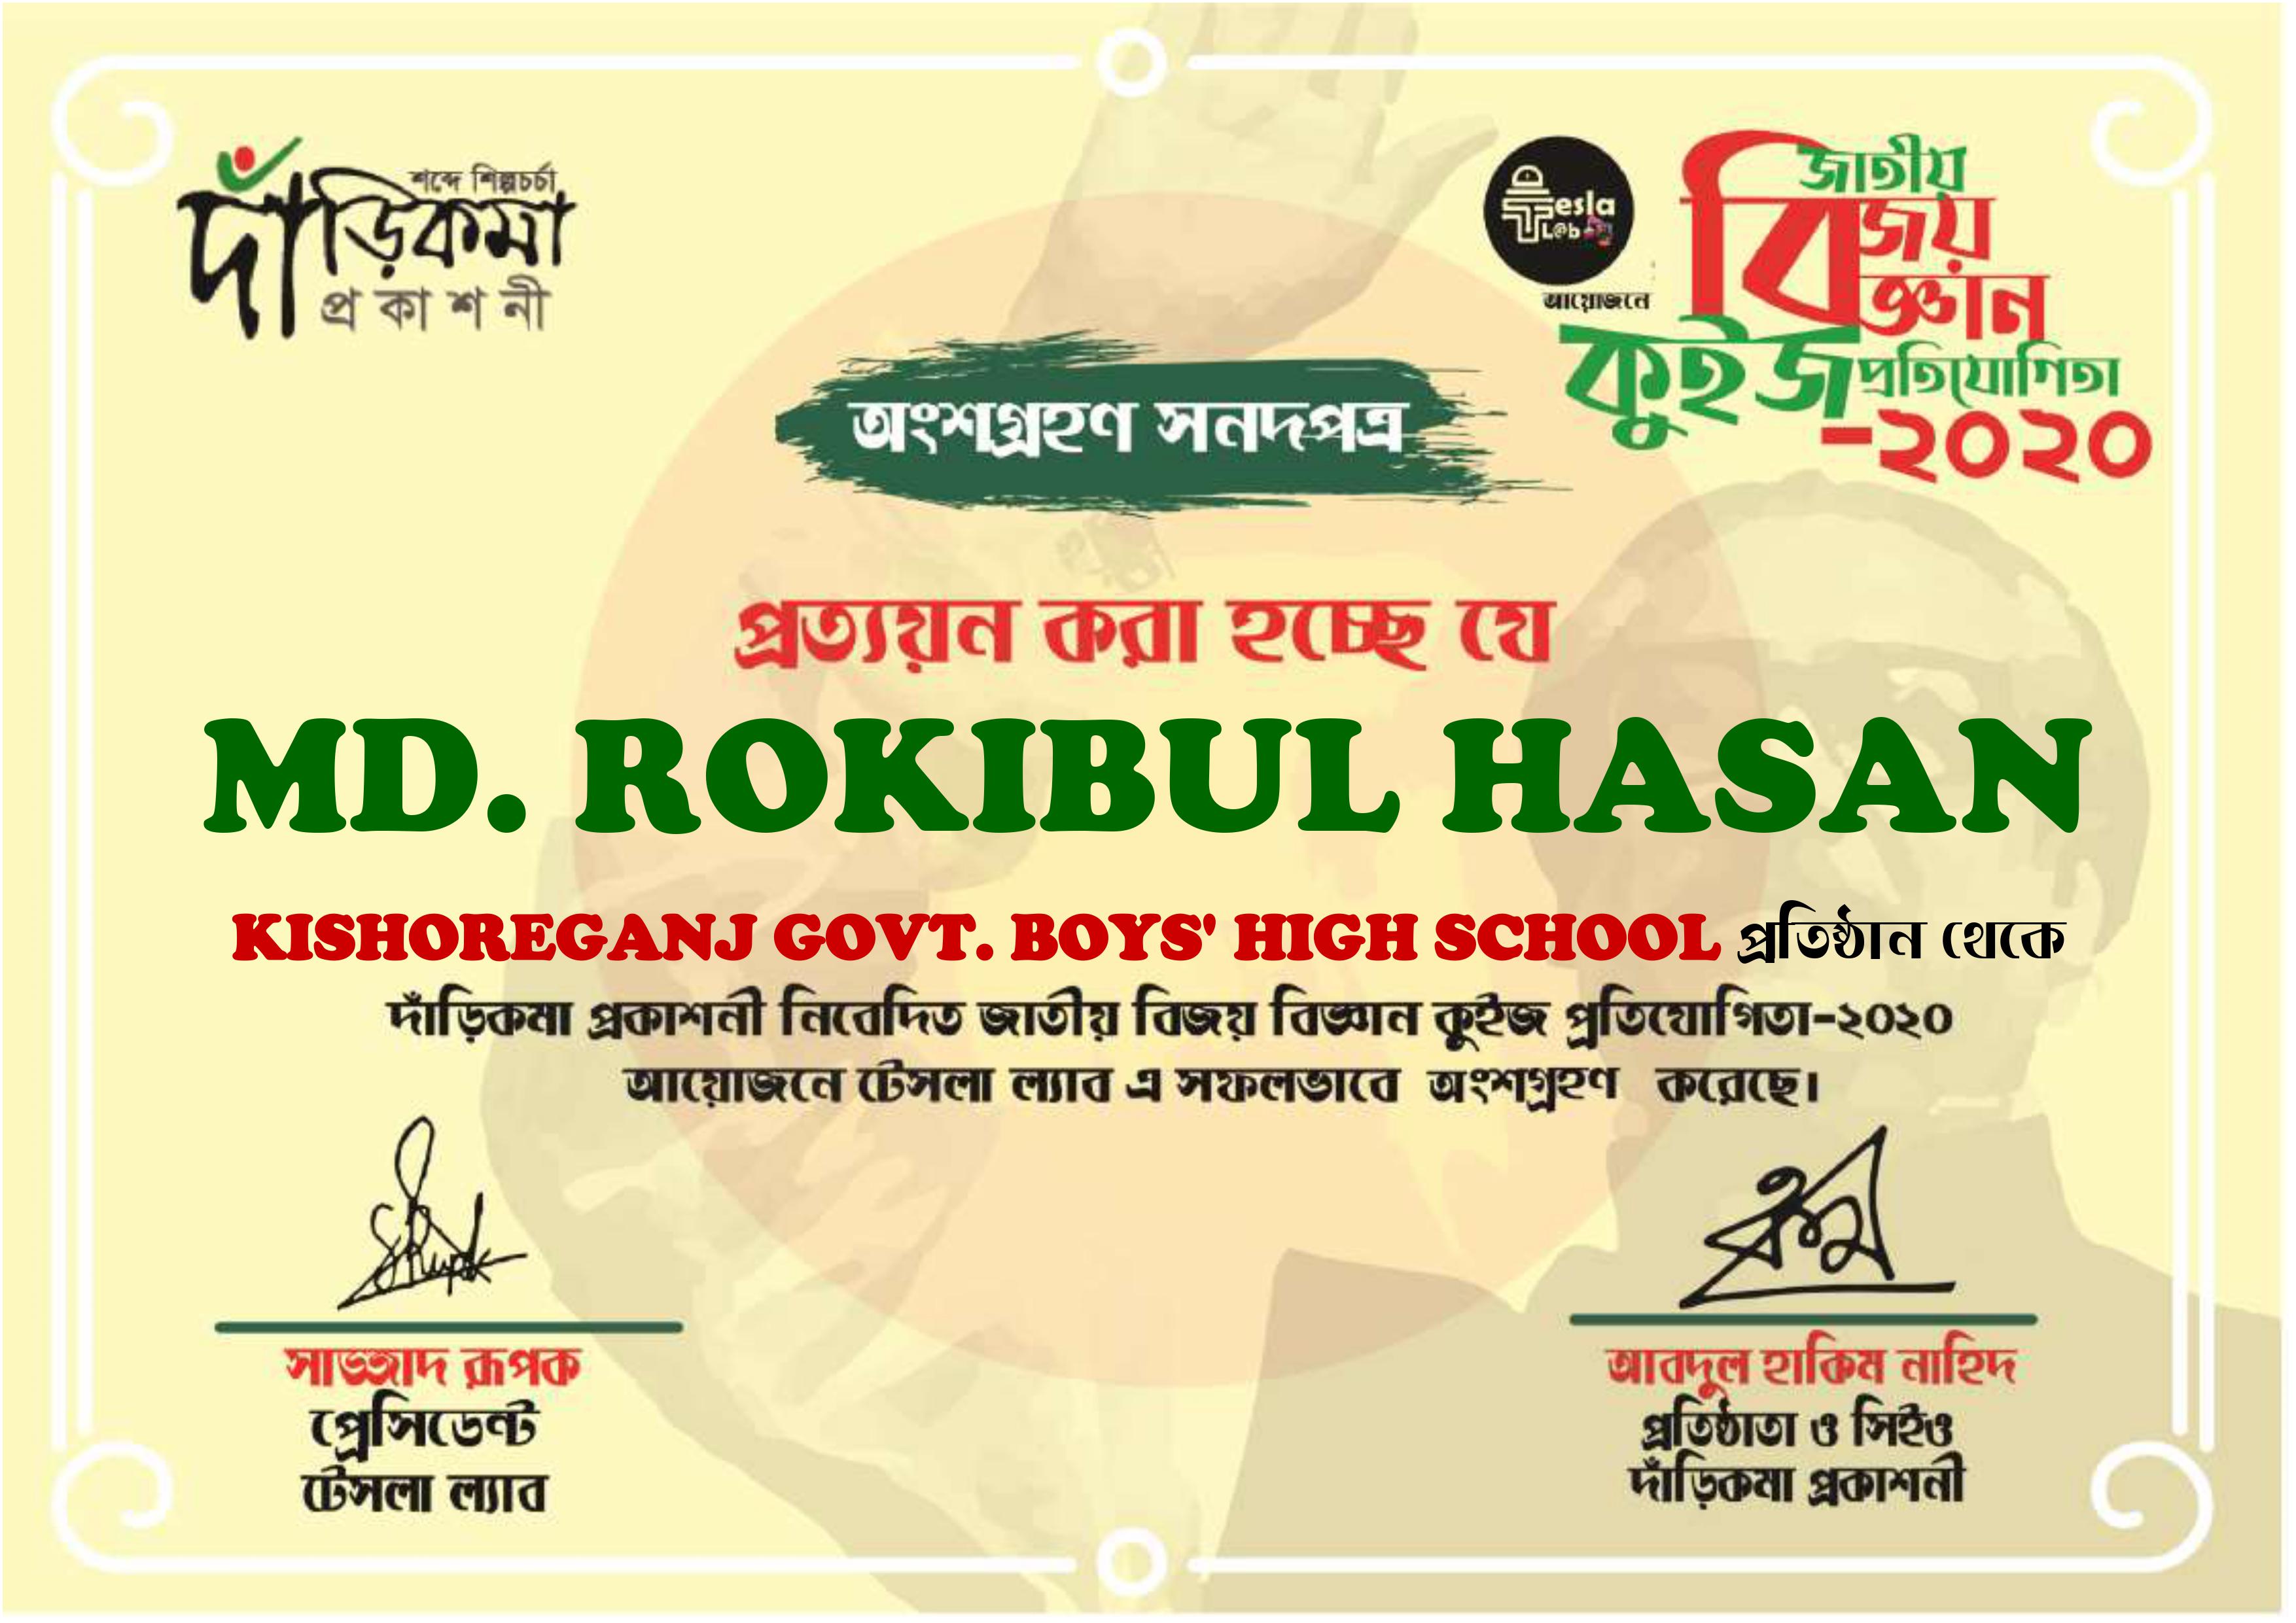 শব্দে শিল্পচর্চা
দাঁড়িকমা
প্রকাশনী
Tesla
L@b
আয়োজনে
জাতীয়
বিজয়
বিজ্ঞান
কুইজ প্রতিযোগিতা
-২০২০
অংশগ্রহণ সনদপত্র
প্রত্যয়ন করা হচ্ছে যে
MD. ROKIBUL HASAN
KISHOREGANJ GOVT. BOYS' HIGH SCHOOL প্রতিষ্ঠান থেকে
দাঁড়িকমা প্রকাশনী নিবেদিত জাতীয় বিজয় বিজ্ঞান কুইজ প্রতিযোগিতা-২০২০
আয়োজনে টেসলা ল্যাব এ সফলভাবে অংশগ্রহণ করেছে।
সাজ্জাদ রূপক
প্রেসিডেন্ট
টেসলা ল্যাব
আবদুল হাকিম নাহিদ
প্রতিষ্ঠাতা ও সিইও
দাঁড়িকমা প্রকাশনী